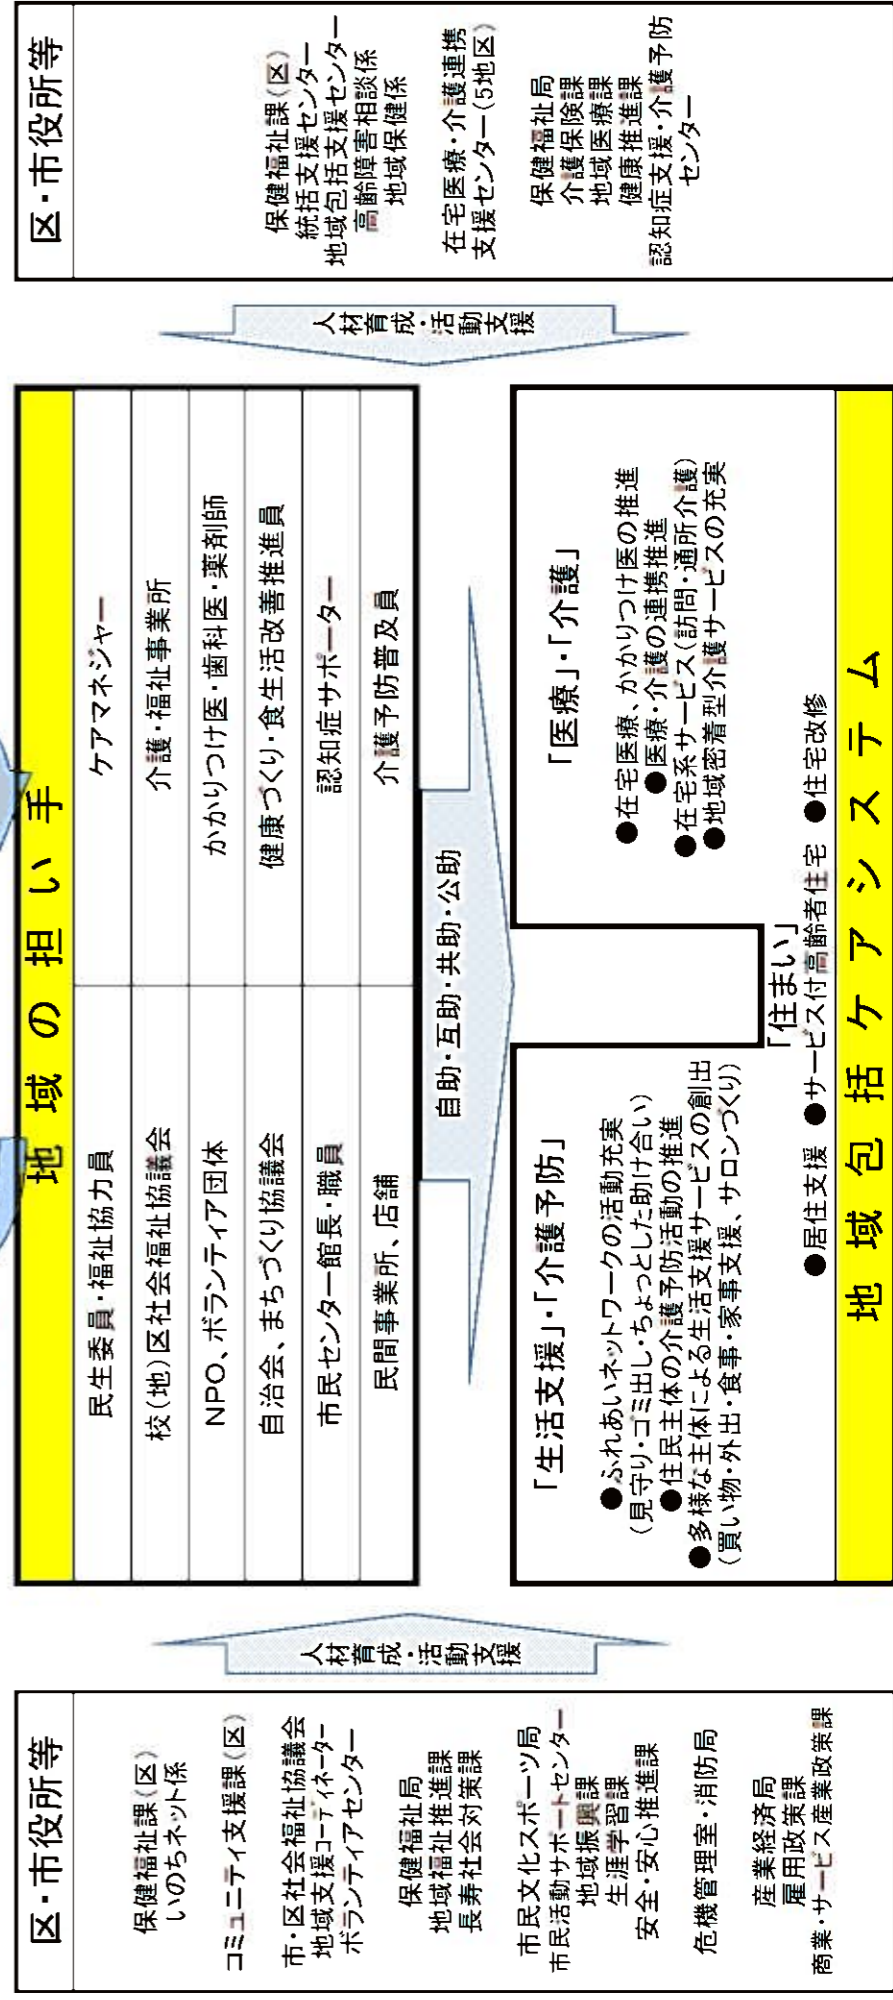 区・市役所等
保健福祉課(区)
いのちネット係
コミュニティ支援課(区)
市・区社会福祉協議会
地域支援コーディネーター
ボランティアセンター
保健福祉局
地域福祉推進課
長寿社会対策課
市民文化スポーツ局
市民活動サポートセンター
地域振興課
生涯学習課
安全・安心推進課
危機管理室・消防局
産業経済局
雇用政策課
商業・サービス産業政策課
人材育成・活動支援
地域の担い手
民生委員・福祉協力員
ケアマネジャー
校(地)区社会福祉協議会
介護・福祉事業所
NPO、ボランティア団体
かかりつけ医・歯科医・薬剤師
自治会、まちづくり協議会
健康づくり・食生活改善推進員
市民センター館長・職員
認知症サポーター
民間事業所、店舗
介護予防普及員
自助・互助・共助・公助
「生活支援」・「介護予防」
●ふれあいネットワークの活動充実
(見守り・ゴミ出し・ちょっとした助け合い)
●住民主体の介護予防活動の推進
●多様な主体による生活支援サービスの創出
(買い物・外出・食事・家事支援、サロンづくり)
「医療」・「介護」
●在宅医療、かかりつけ医の推進
●医療・介護の連携推進
●在宅系サービス(訪問・通所介護)
●地域密着型介護サービスの充実
「住まい」
●居住支援 ●サービス付高齢者住宅 ●住宅改修
地域包括ケアシステム
人材育成・活動支援
区・市役所等
保健福祉課(区)
統括支援センター
地域包括支援センター
高齢障害相談係
地域保健係
在宅医療・介護連携
支援センター(5地区)
保健福祉局
介護保険課
地域医療課
健康推進課
認知症支援・介護予防
センター